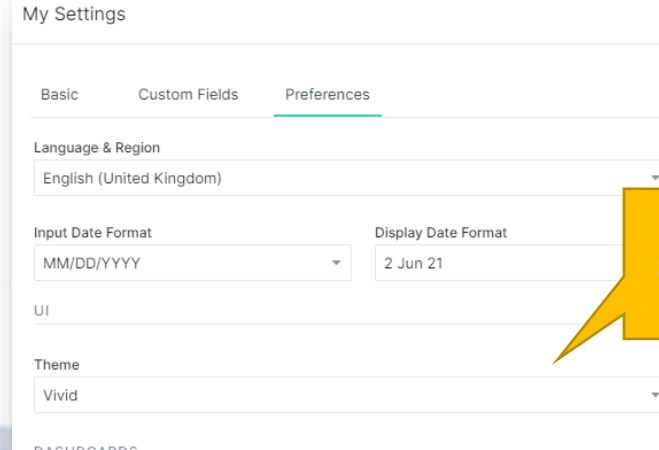 My Settings
Basic Custom Fields Preferences
Language & Region
English (United Kingdom)
Input Date Format Display Date Format
MM/DD/YYYY 2 Jun 21
UI
Theme
Vivid
DASHBOARDS